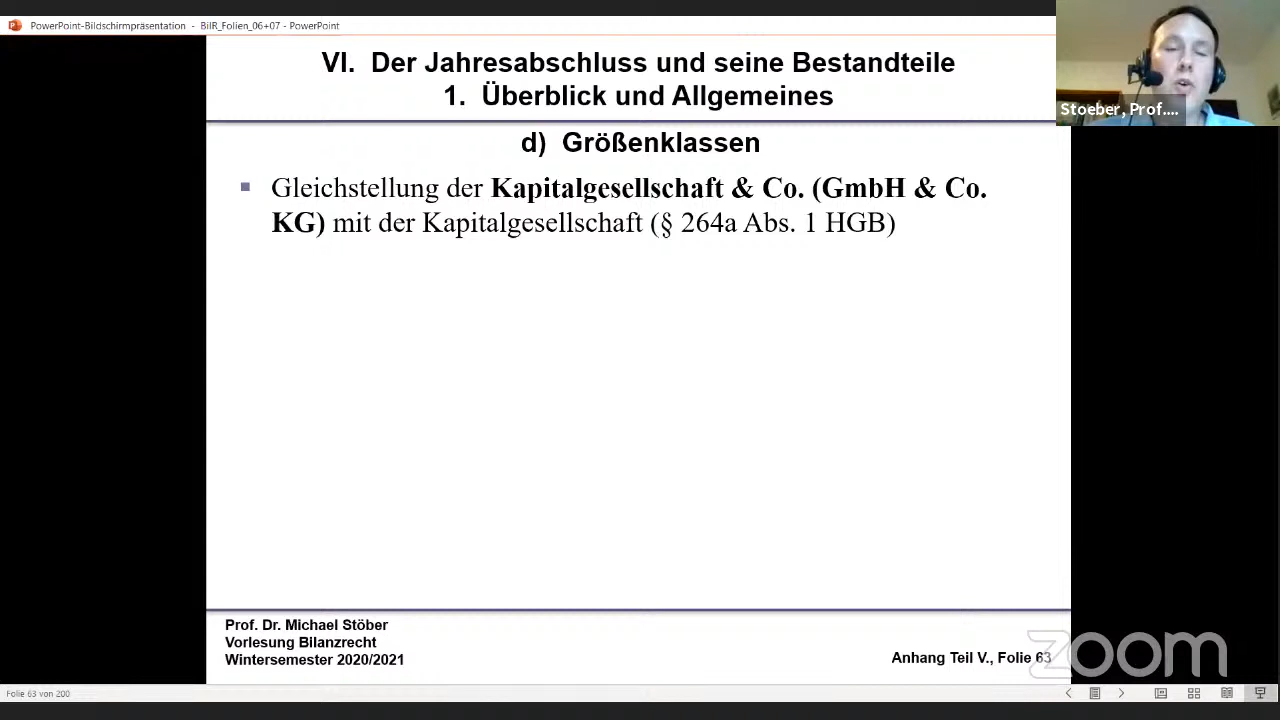 PowerPoint-Bildschirmpräsentation - BilR_Folien_06+07 - PowerPoint
Stoeber, Prof....
VI. Der Jahresabschluss und seine Bestandteile
1. Überblick und Allgemeines
d) Größenklassen
Gleichstellung der Kapitalgesellschaft & Co. (GmbH & Co.
KG) mit der Kapitalgesellschaft (§ 264a Abs. 1 HGB)
Prof. Dr. Michael Stöber
Vorlesung Bilanzrecht
Wintersemester 2020/2021
Anhang Teil V., Folie 63
zoom
Folie 63 von 200